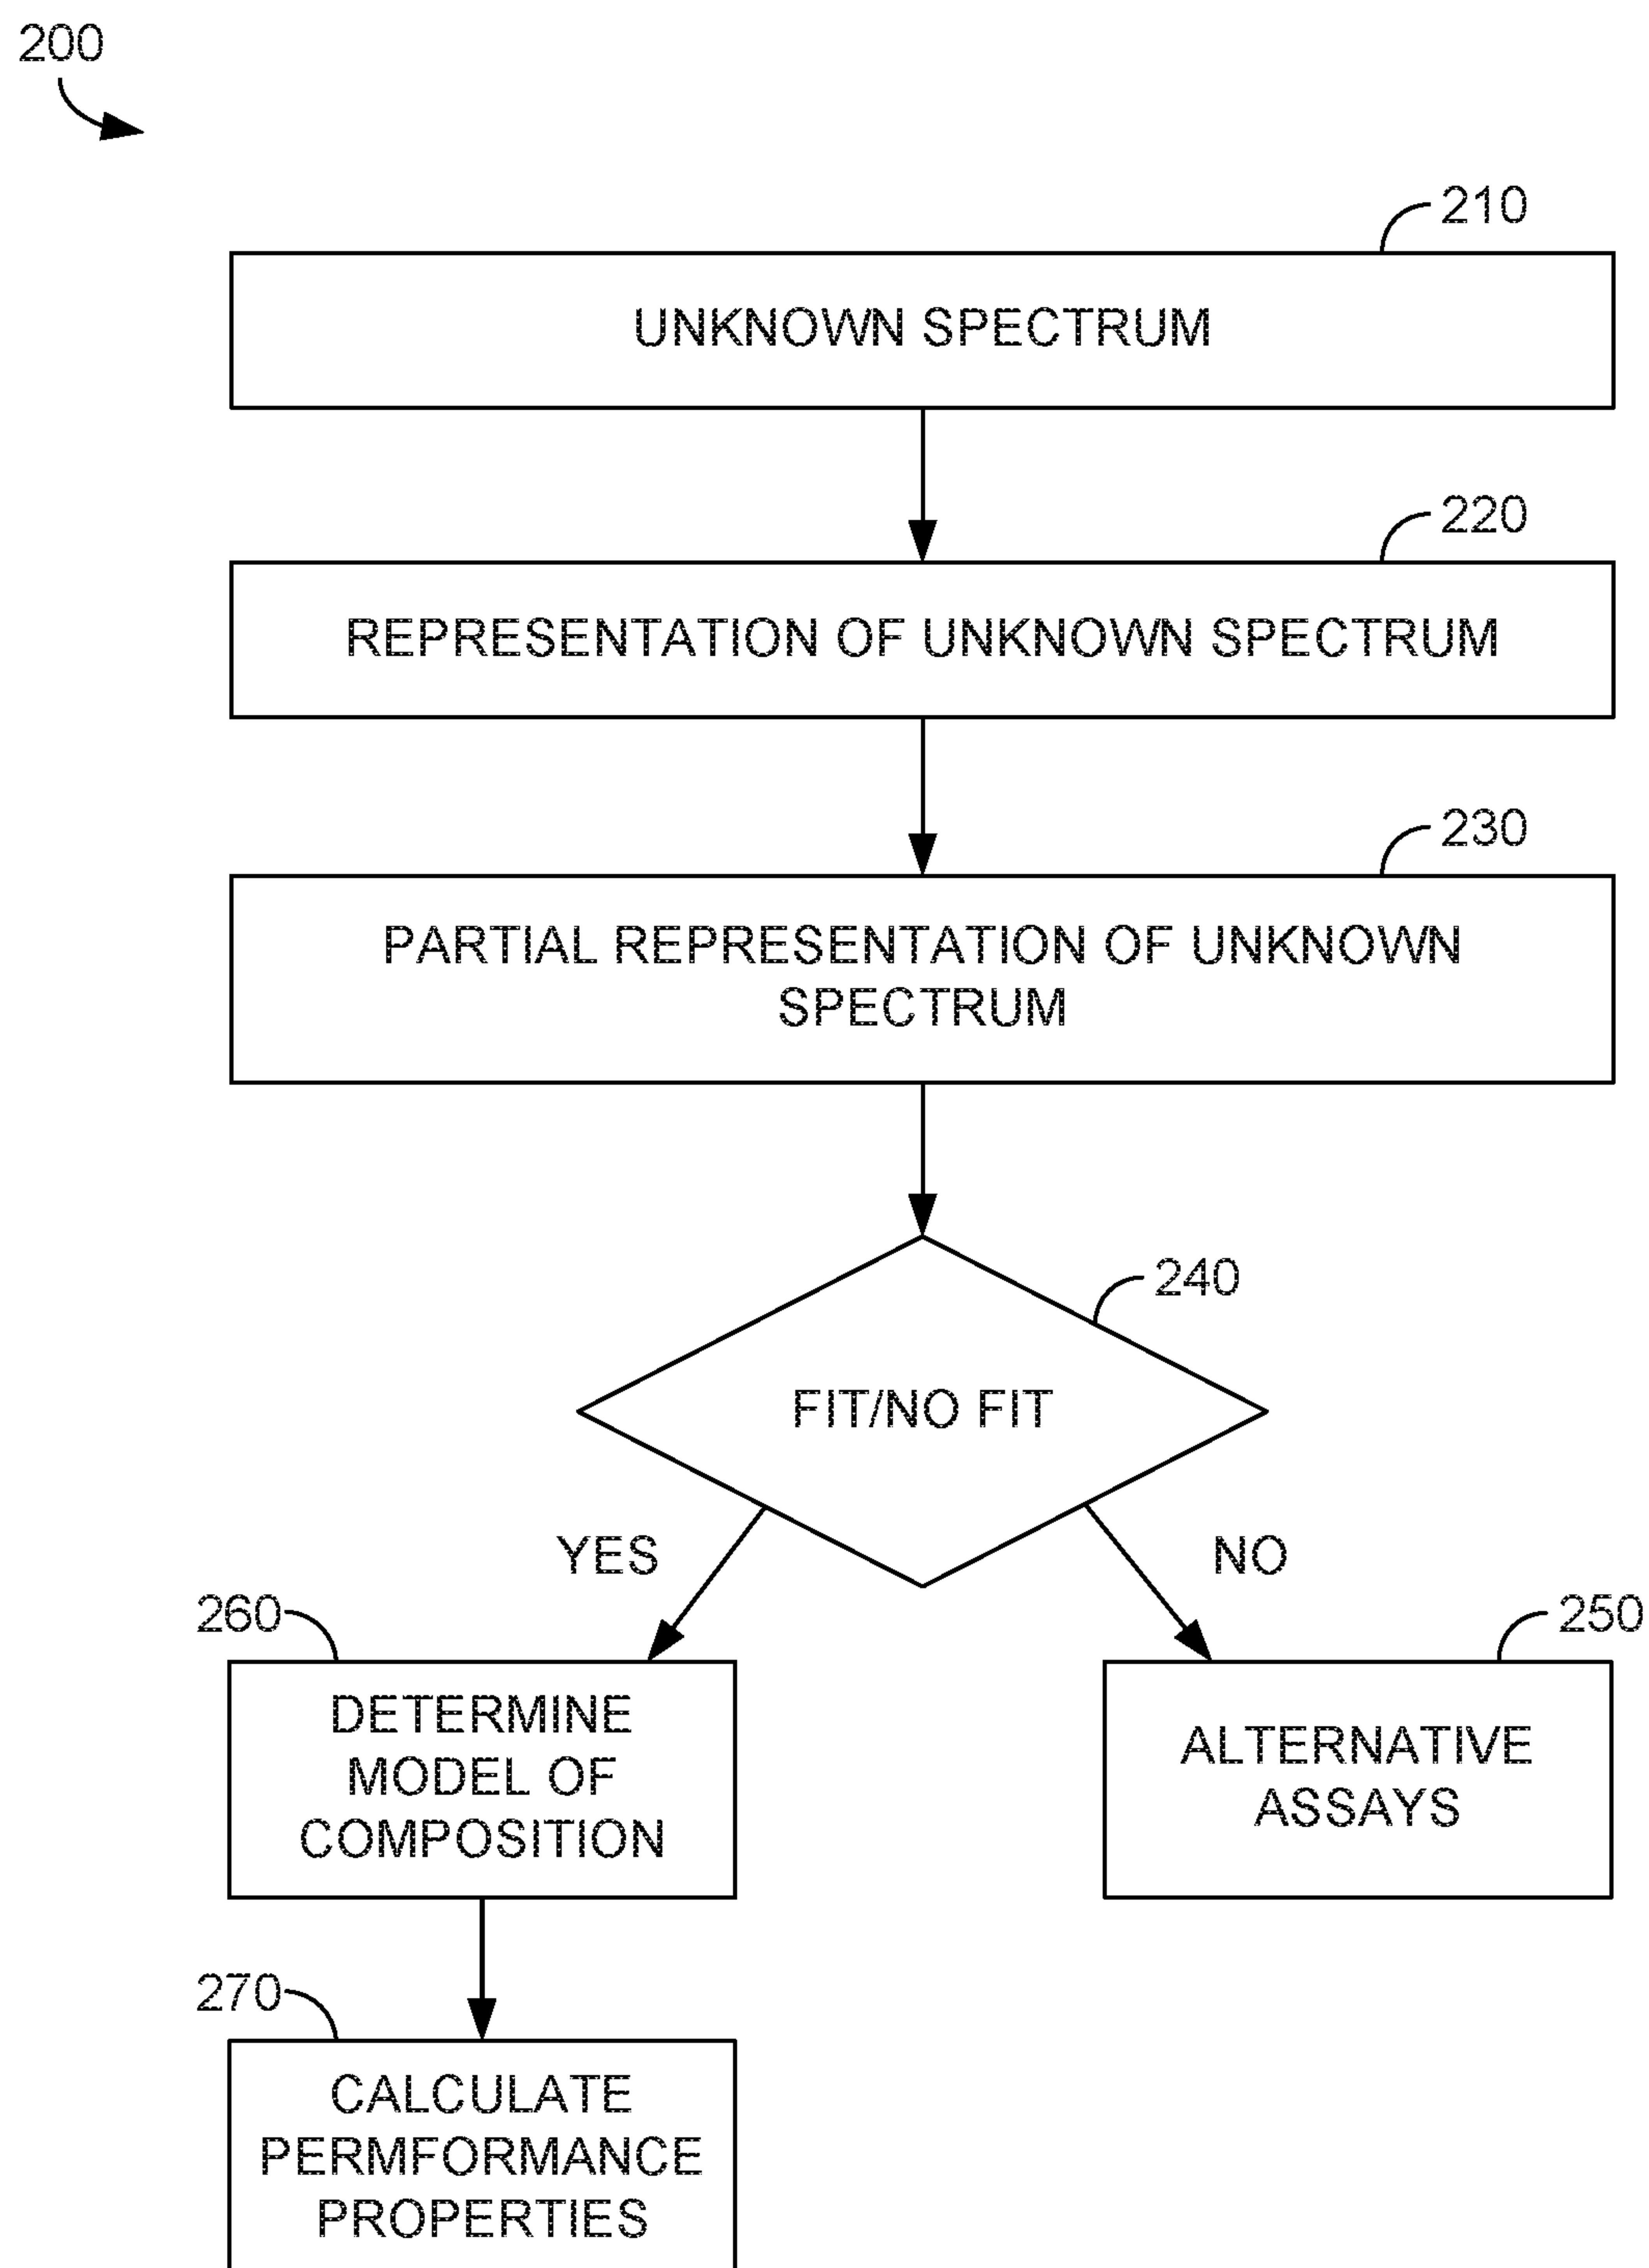 200
210
UNKNOWN SPECTRUM
220
REPRESENTATION OF UNKNOWN SPECTRUM
230
PARTIAL REPRESENTATION OF UNKNOWN
SPECTRUM
240
FIT/NO FIT
YES
NO
260
250
DETERMINE
MODEL OF
COMPOSITION
ALTERNATIVE
ASSAYS
270
CALCULATE
PERMFORMANCE
PROPERTIES